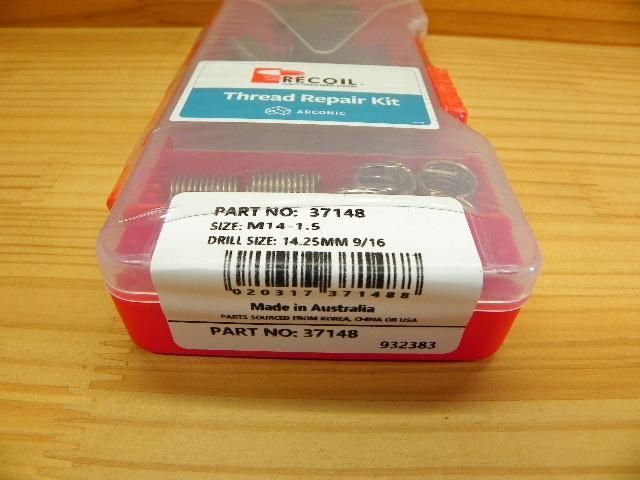 RECOIL
Thread Repair Kit
ARCONIC
PART NO: 37148
SIZE: M14-1.5
DRILL SIZE: 14.25MM 9/16
020317 371488
Made in Australia
PARTS SOURCED FROM KOREA, CHINA OR USA
PART NO: 37148
932383